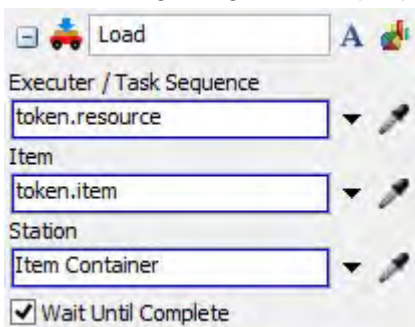 Load A
Executer / Task Sequence
token.resource
Item
token.item
Station
Item Container
Wait Until Complete